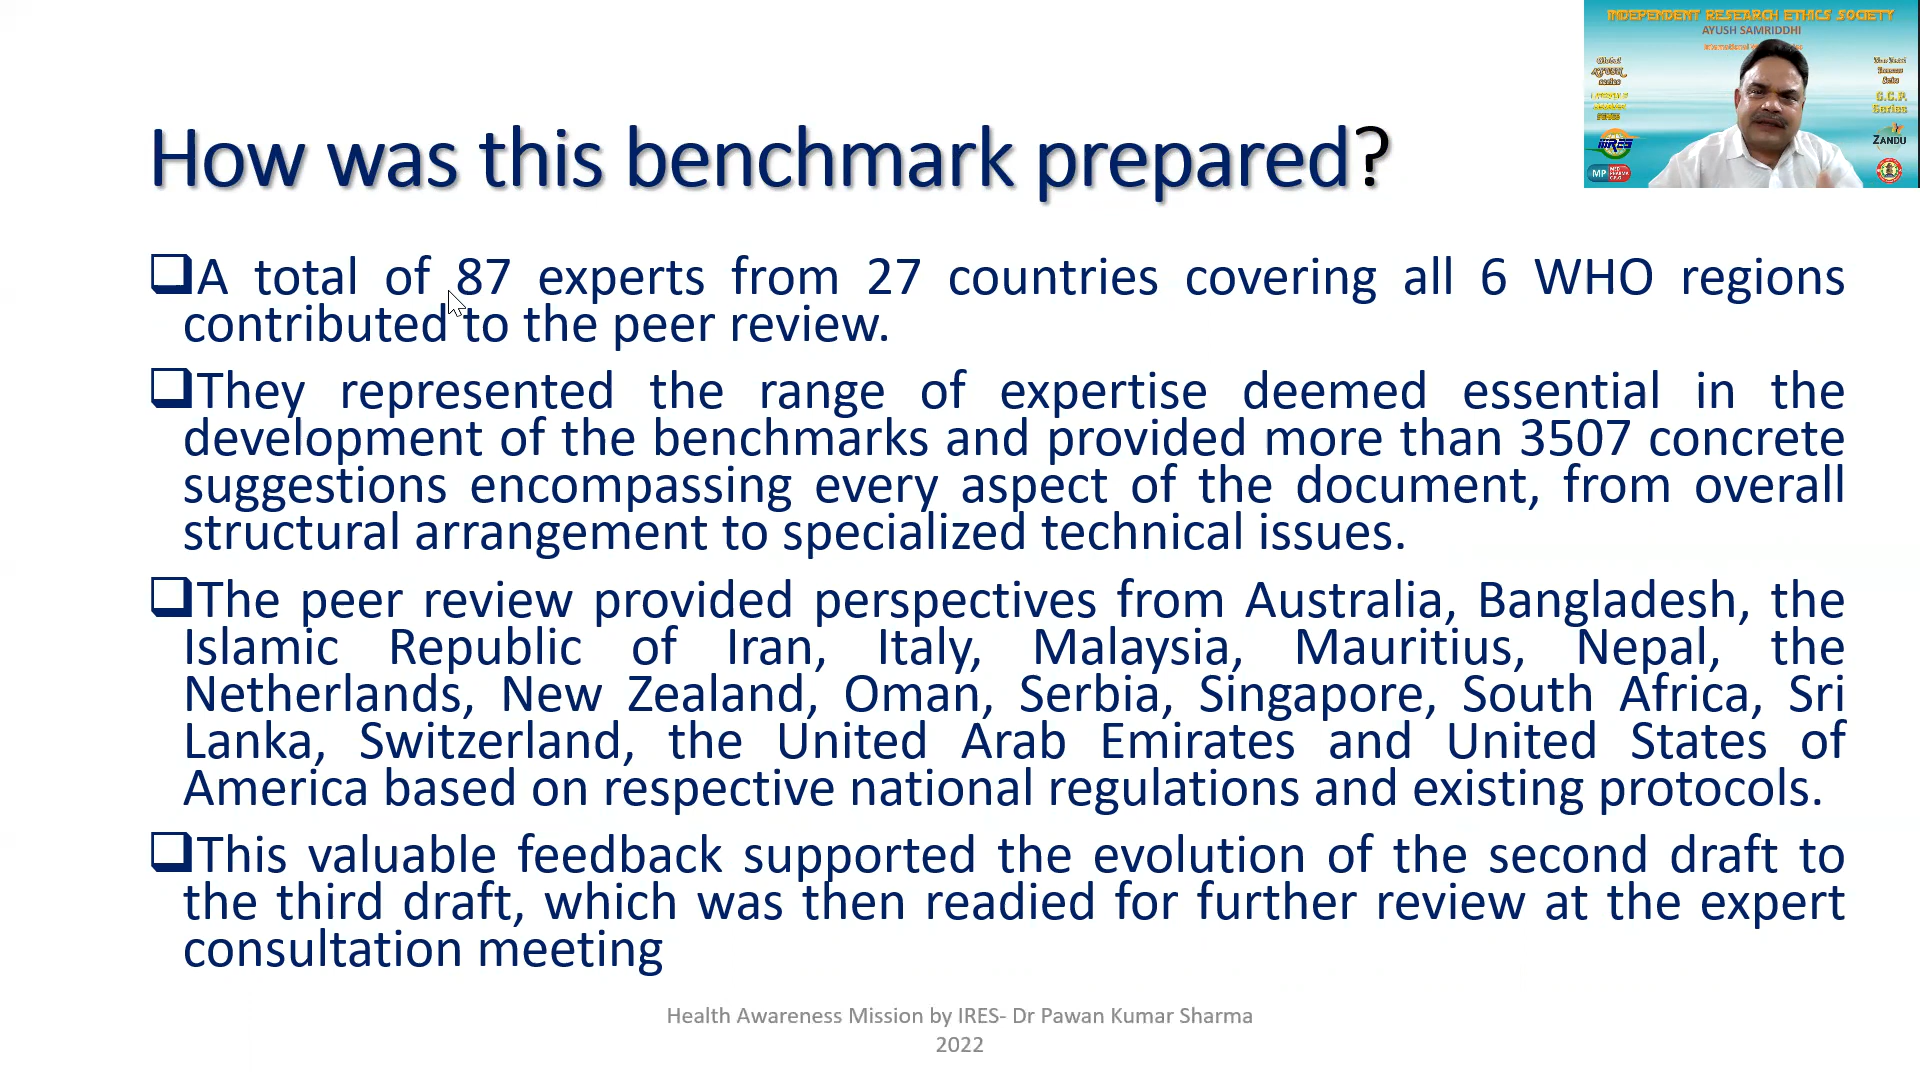 INDEPENDENT RESEARCH ETHICS SOCIETY
AYUSH SAMRIDDHI
Global
AYUSH
series
G.C.P.
Series
IRES
ZANDU
MP
How was this benchmark prepared?
A total of 87 experts from 27 countries covering all 6 WHO regions
contributed to the peer review.
They represented the range of expertise deemed essential in the
development of the benchmarks and provided more than 3507 concrete
suggestions encompassing every aspect of the document, from overall
structural arrangement to specialized technical issues.
The peer review provided perspectives from Australia, Bangladesh, the
Islamic Republic of Iran, Italy, Malaysia, Mauritius, Nepal, the
Netherlands, New Zealand, Oman, Serbia, Singapore, South Africa, Sri
Lanka, Switzerland, the United Arab Emirates and United States of
America based on respective national regulations and existing protocols.
This valuable feedback supported the evolution of the second draft to
the third draft, which was then readied for further review at the expert
consultation meeting
Health Awareness Mission by IRES- Dr Pawan Kumar Sharma
2022